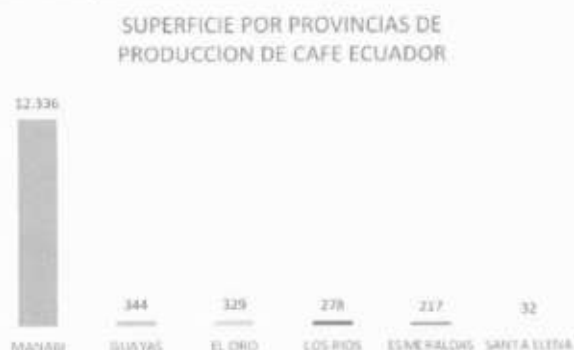 SUPERFICIE POR PROVINCIAS DE
PRODUCCION DE CAFE ECUADOR
12.336
344 329 278 217 32
MANABI GUAYAS EL ORO LOS RIOS ESMERALDAS SANTA ELENA